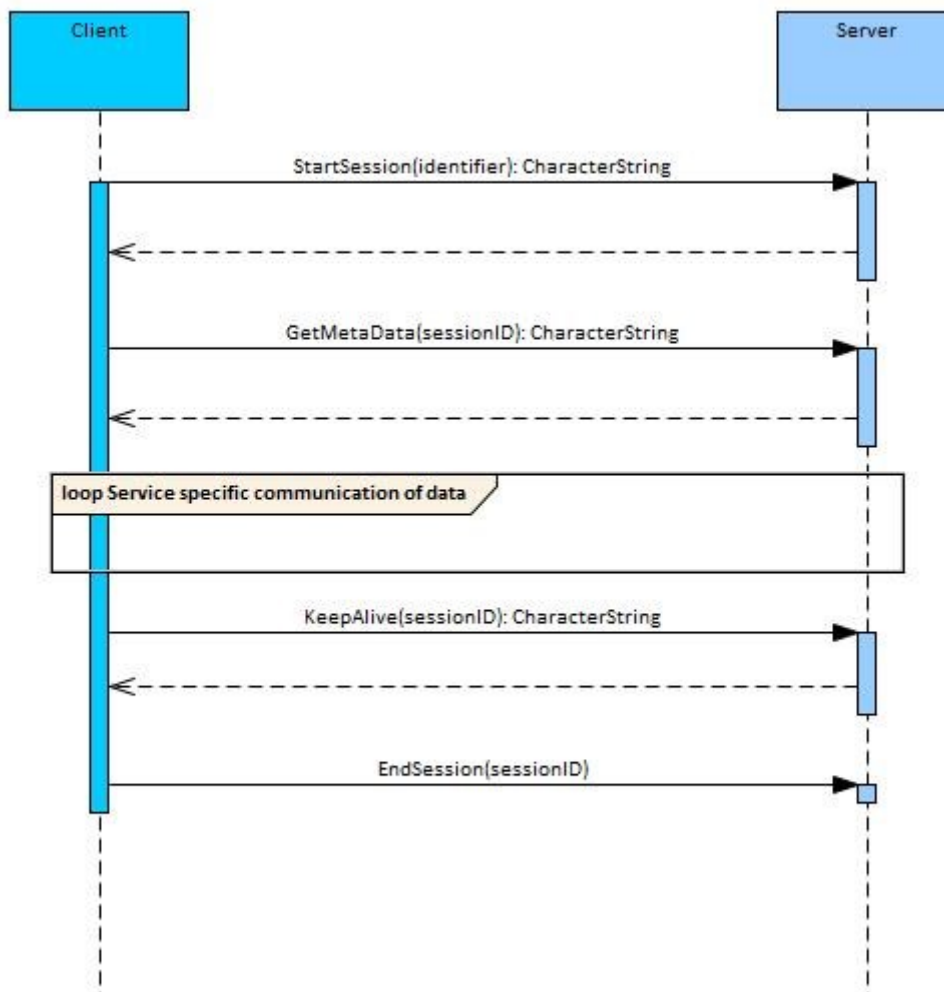 Client
Server
StartSession(identifier): CharacterString
GetMetaData(sessionID): CharacterString
loop Service specific communication of data
KeepAlive(sessionID): CharacterString
EndSession(sessionID)